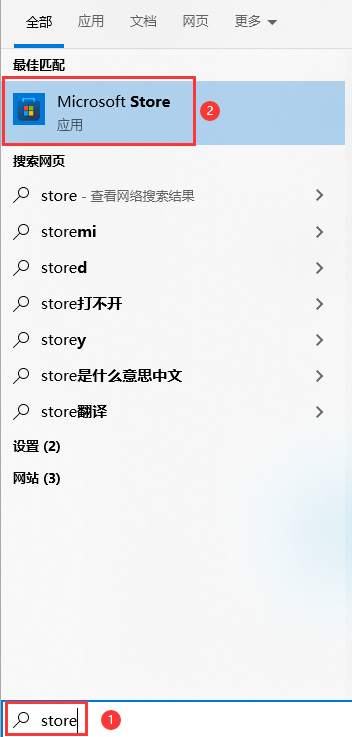 全部 应用 文档 网页 更多
最佳匹配
Microsoft Store
应用
2
搜索网页
store - 查看网络搜索结果
storemi
stored
store打不开
storey
store是什么意思中文
store翻译
设置 (2)
网站 (3)
store
1